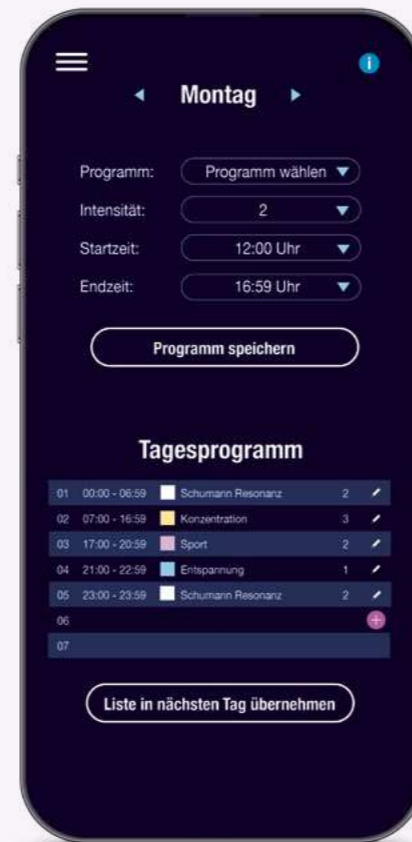 i
Montag
Programm: Programm wählen
Intensität: 2
Startzeit: 12:00 Uhr
Endzeit: 16:59 Uhr
Programm speichern
Tagesprogramm
01 00:00 - 06:59 Schumann Resonanz 2
02 07:00 - 16:59 Konzentration 3
03 17:00 - 20:59 Sport 2
04 21:00 - 22:59 Entspannung 1
05 23:00 - 23:59 Schumann Resonanz 2
06
07
Liste in nächsten Tag übernehmen